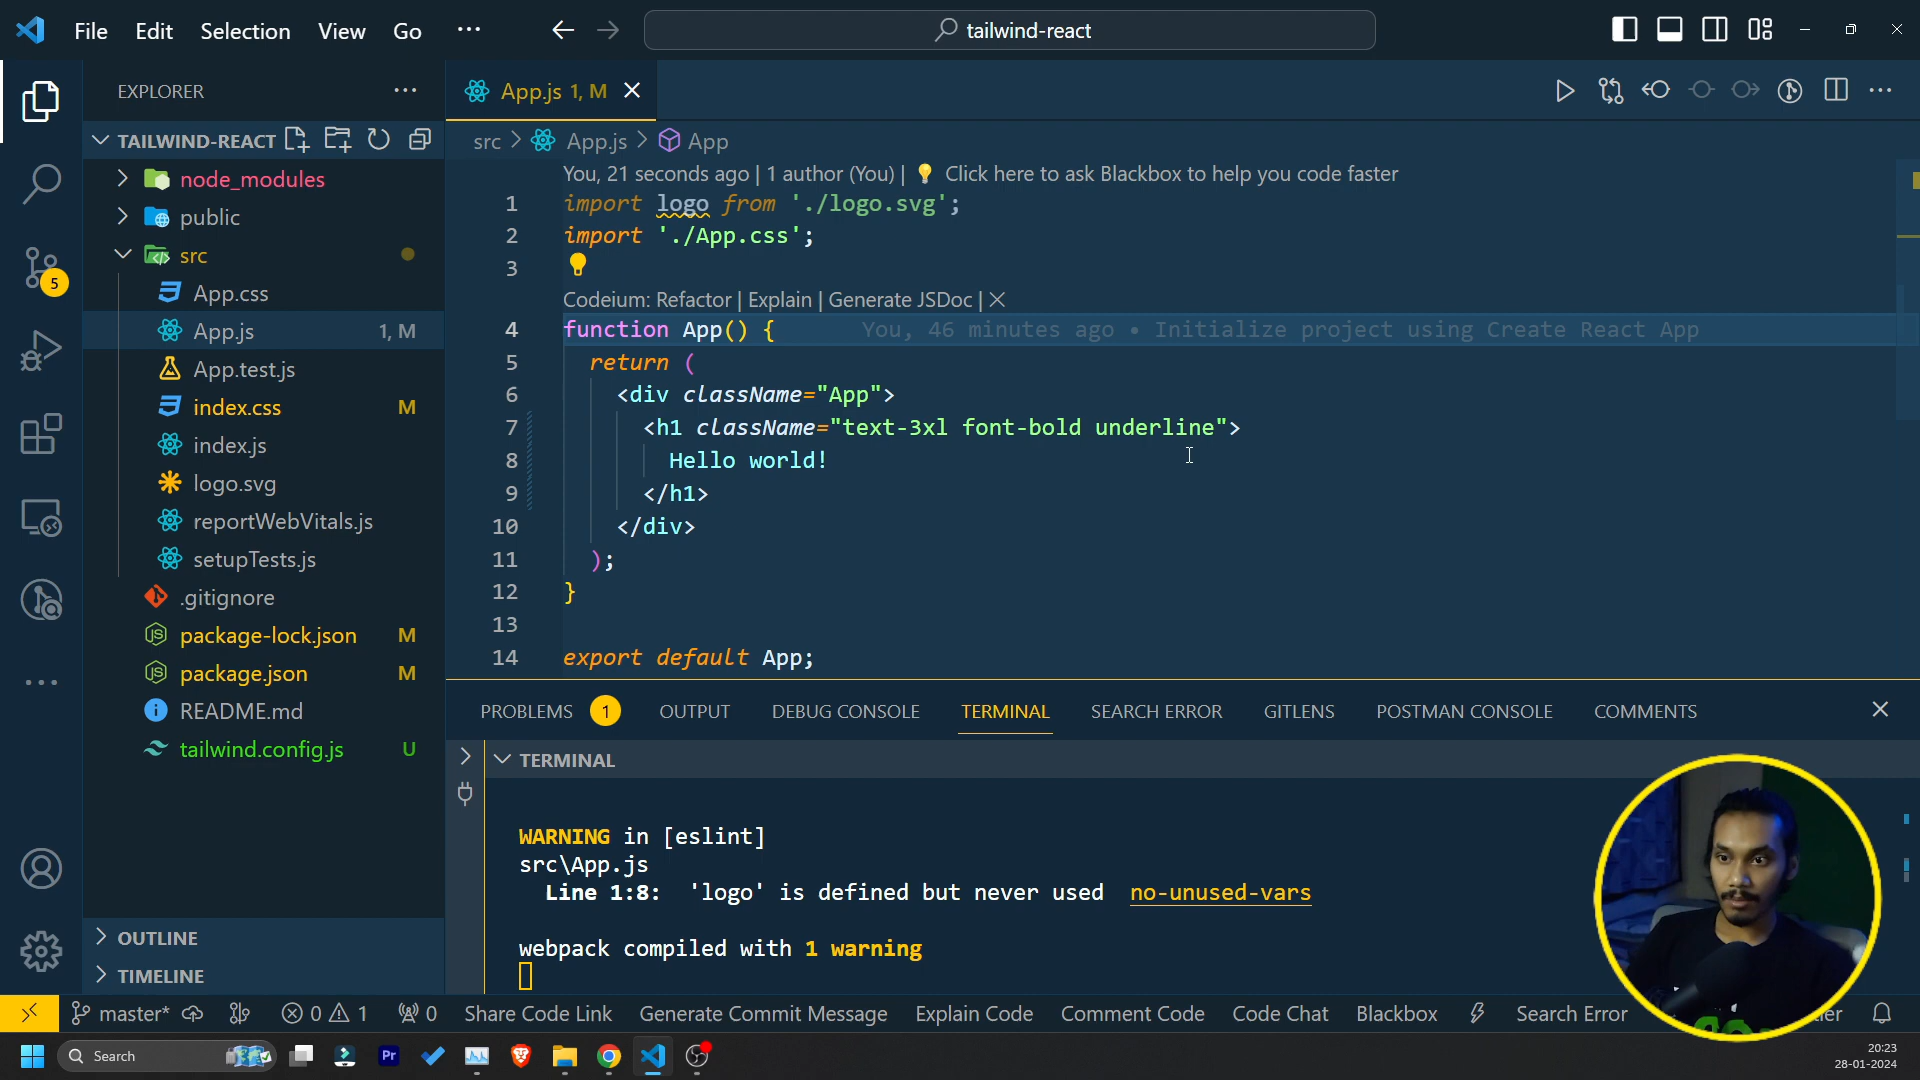 File Edit Selection View Go ···
tailwind-react
EXPLORER ···
TAILWIND-REACT
node_modules
public
src
App.css
App.js 1, M
App.test.js
index.css M
index.js
logo.svg
reportWebVitals.js
setupTests.js
.gitignore
package-lock.json M
package.json M
README.md
tailwind.config.js U
OUTLINE
TIMELINE
5
App.js 1, M
src > App.js > App
You, 21 seconds ago | 1 author (You) | 💡 Click here to ask Blackbox to help you code faster
1 import logo from './logo.svg';
2 import './App.css';
3
Codeium: Refactor | Explain | Generate JSDoc | ×
4 function App() { You, 46 minutes ago • Initialize project using Create React App
5 return (
6 <div className="App">
7 <h1 className="text-3xl font-bold underline">
8 Hello world!
9 </h1>
10 </div>
11 );
12 }
13
14 export default App;
PROBLEMS 1 OUTPUT DEBUG CONSOLE TERMINAL SEARCH ERROR GITLENS POSTMAN CONSOLE COMMENTS
TERMINAL
WARNING in [eslint]
src\App.js
Line 1:8: 'logo' is defined but never used no-unused-vars
webpack compiled with 1 warning
master* 0 1 0 Share Code Link Generate Commit Message Explain Code Comment Code Code Chat Blackbox Search Error
Search
Pr
20:23
28-01-2024